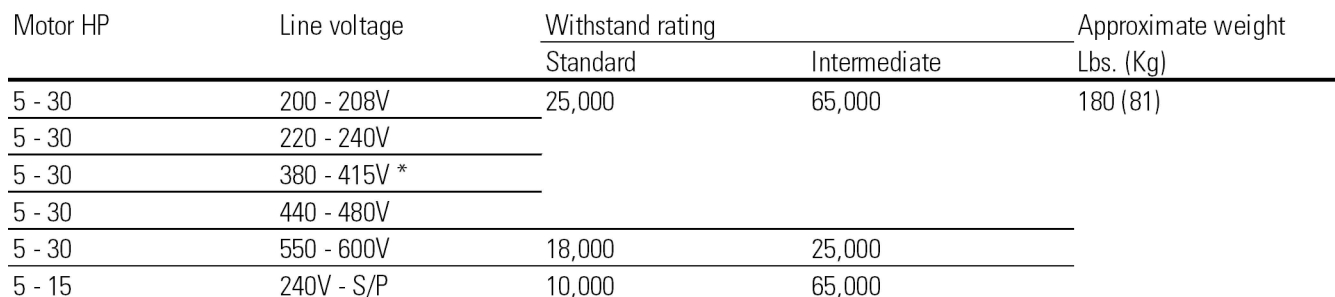 Motor HP Line voltage Withstand rating Approximate weight
Standard Intermediate Lbs. (Kg)
5 - 30 200 - 208V 25,000 65,000 180 (81)
5 - 30 220 - 240V
5 - 30 380 - 415V *
5 - 30 440 - 480V
5 - 30 550 - 600V 18,000 25,000
5 - 15 240V - S/P 10,000 65,000